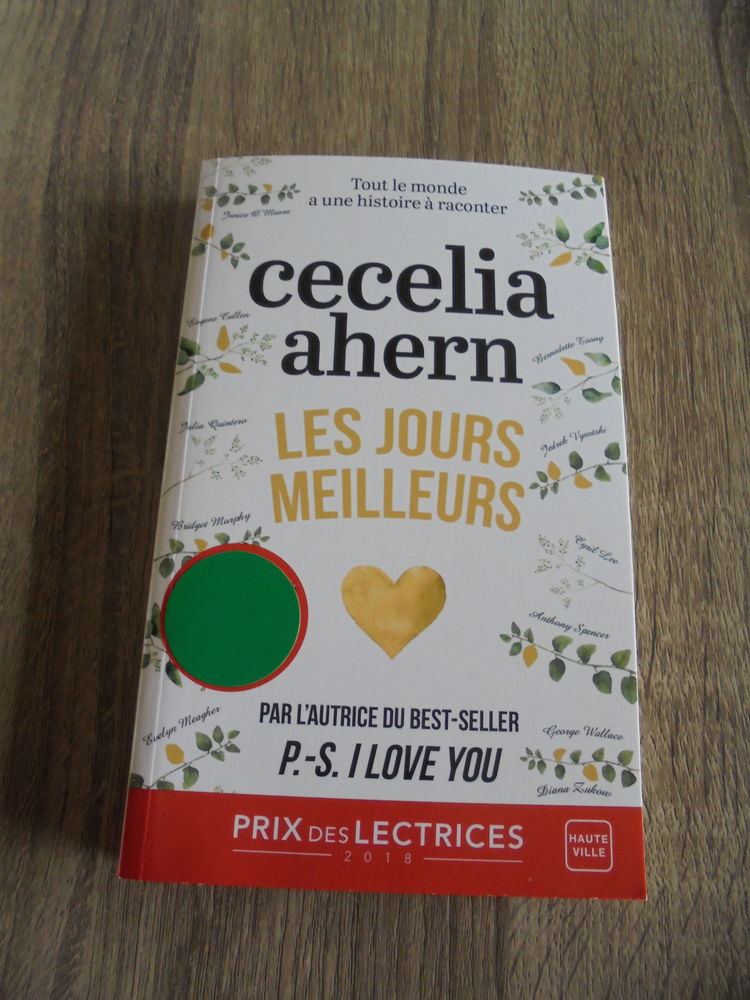 Tout le monde
a une histoire à raconter
Janice O'Meara
cecelia
ahern
Eugene Cullen
Bernadette Toony
LES JOURS
MEILLEURS
Julia Quintero
Jedrek Vysotski
Bridget Murphy
Cyril Lee
Anthony Spencer
PAR L'AUTRICE DU BEST-SELLER
P.-S. I LOVE YOU
Evelyn Meagher
George Wallace
Diana Zukow
PRIX DES LECTRICES
2018
HAUTE
VILLE